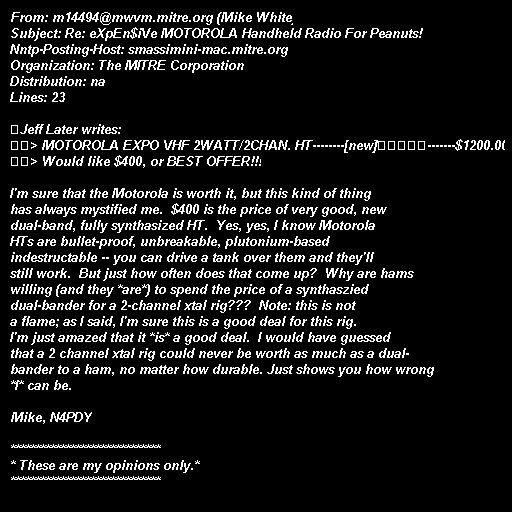 From: m14494@mwvm.mitre.org (Mike White)
Subject: Re: eXpEn$iVe MOTOROLA Handheld Radio For Peanuts!
Nntp-Posting-Host: smassimini-mac.mitre.org
Organization: The MITRE Corporation
Distribution: na
Lines: 23

Jeff Later writes:
> MOTOROLA EXPO VHF 2WATT/2CHAN. HT--------[new]-------$1200.00
> Would like $400, or BEST OFFER!!!

I'm sure that the Motorola is worth it, but this kind of thing
has always mystified me.  $400 is the price of very good, new
dual-band, fully synthasized HT.  Yes, yes, I know Motorola
HTs are bullet-proof, unbreakable, plutonium-based
indestructable -- you can drive a tank over them and they'll
still work.  But just how often does that come up?  Why are hams
willing (and they *are*) to spend the price of a synthaszied
dual-bander for a 2-channel xtal rig???  Note: this is not
a flame; as I said, I'm sure this is a good deal for this rig.
I'm just amazed that it *is* a good deal.  I would have guessed
that a 2 channel xtal rig could never be worth as much as a dual-
bander to a ham, no matter how durable. Just shows you how wrong
*I* can be.

Mike, N4PDY

*******************************
* These are my opinions only.*
*******************************